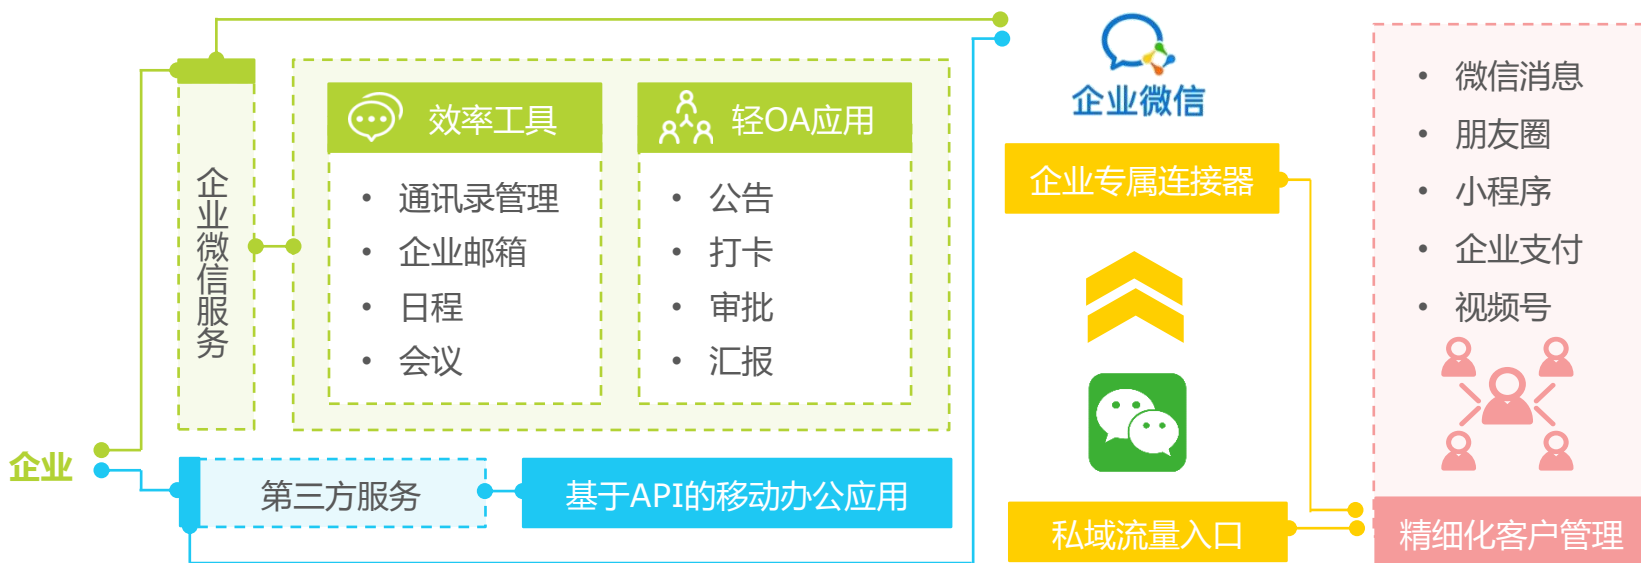 企业
企业微信服务
效率工具
• 通讯录管理
• 企业邮箱
• 日程
• 会议
轻OA应用
• 公告
• 打卡
• 审批
• 汇报
第三方服务
基于API的移动办公应用
企业微信
企业专属连接器
私域流量入口
• 微信消息
• 朋友圈
• 小程序
• 企业支付
• 视频号
精细化客户管理